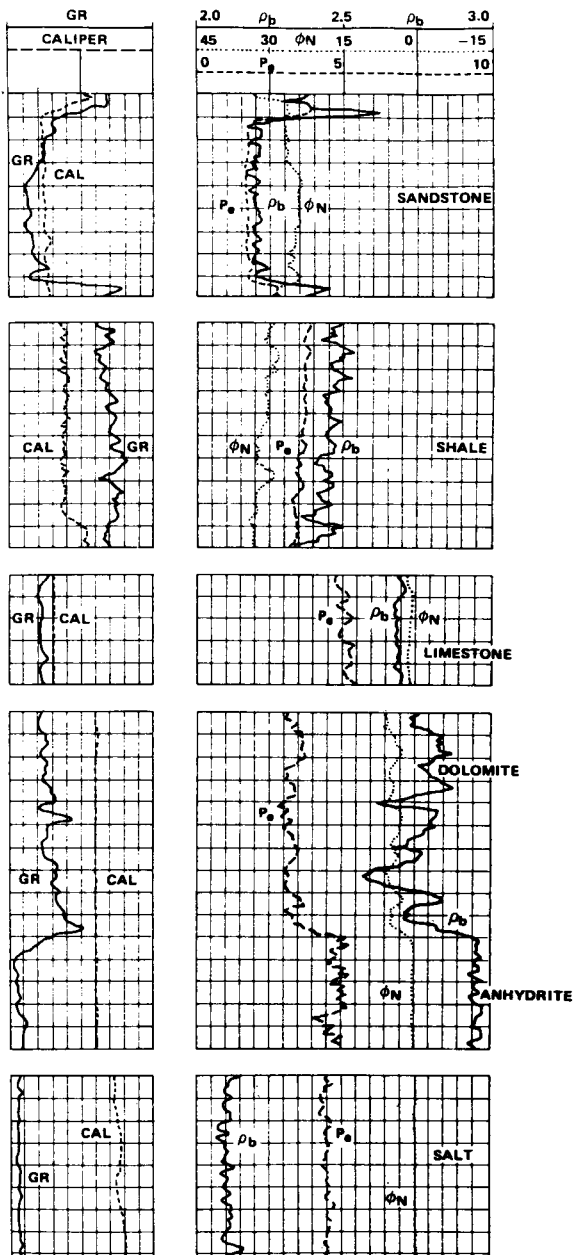 GR 2.0 ρb 2.5 ρb 3.0
CALIPER 45 30 ϕN 15 0 −15
0 Pe 5 10
GR CAL Pe ρb ϕN SANDSTONE
CAL GR ϕN Pe ρb SHALE
GR CAL Pe ρb ϕN
LIMESTONE
DOLOMITE
Pe
GR CAL
ρb
ϕN ANHYDRITE
CAL ρb Pe SALT
GR ϕN